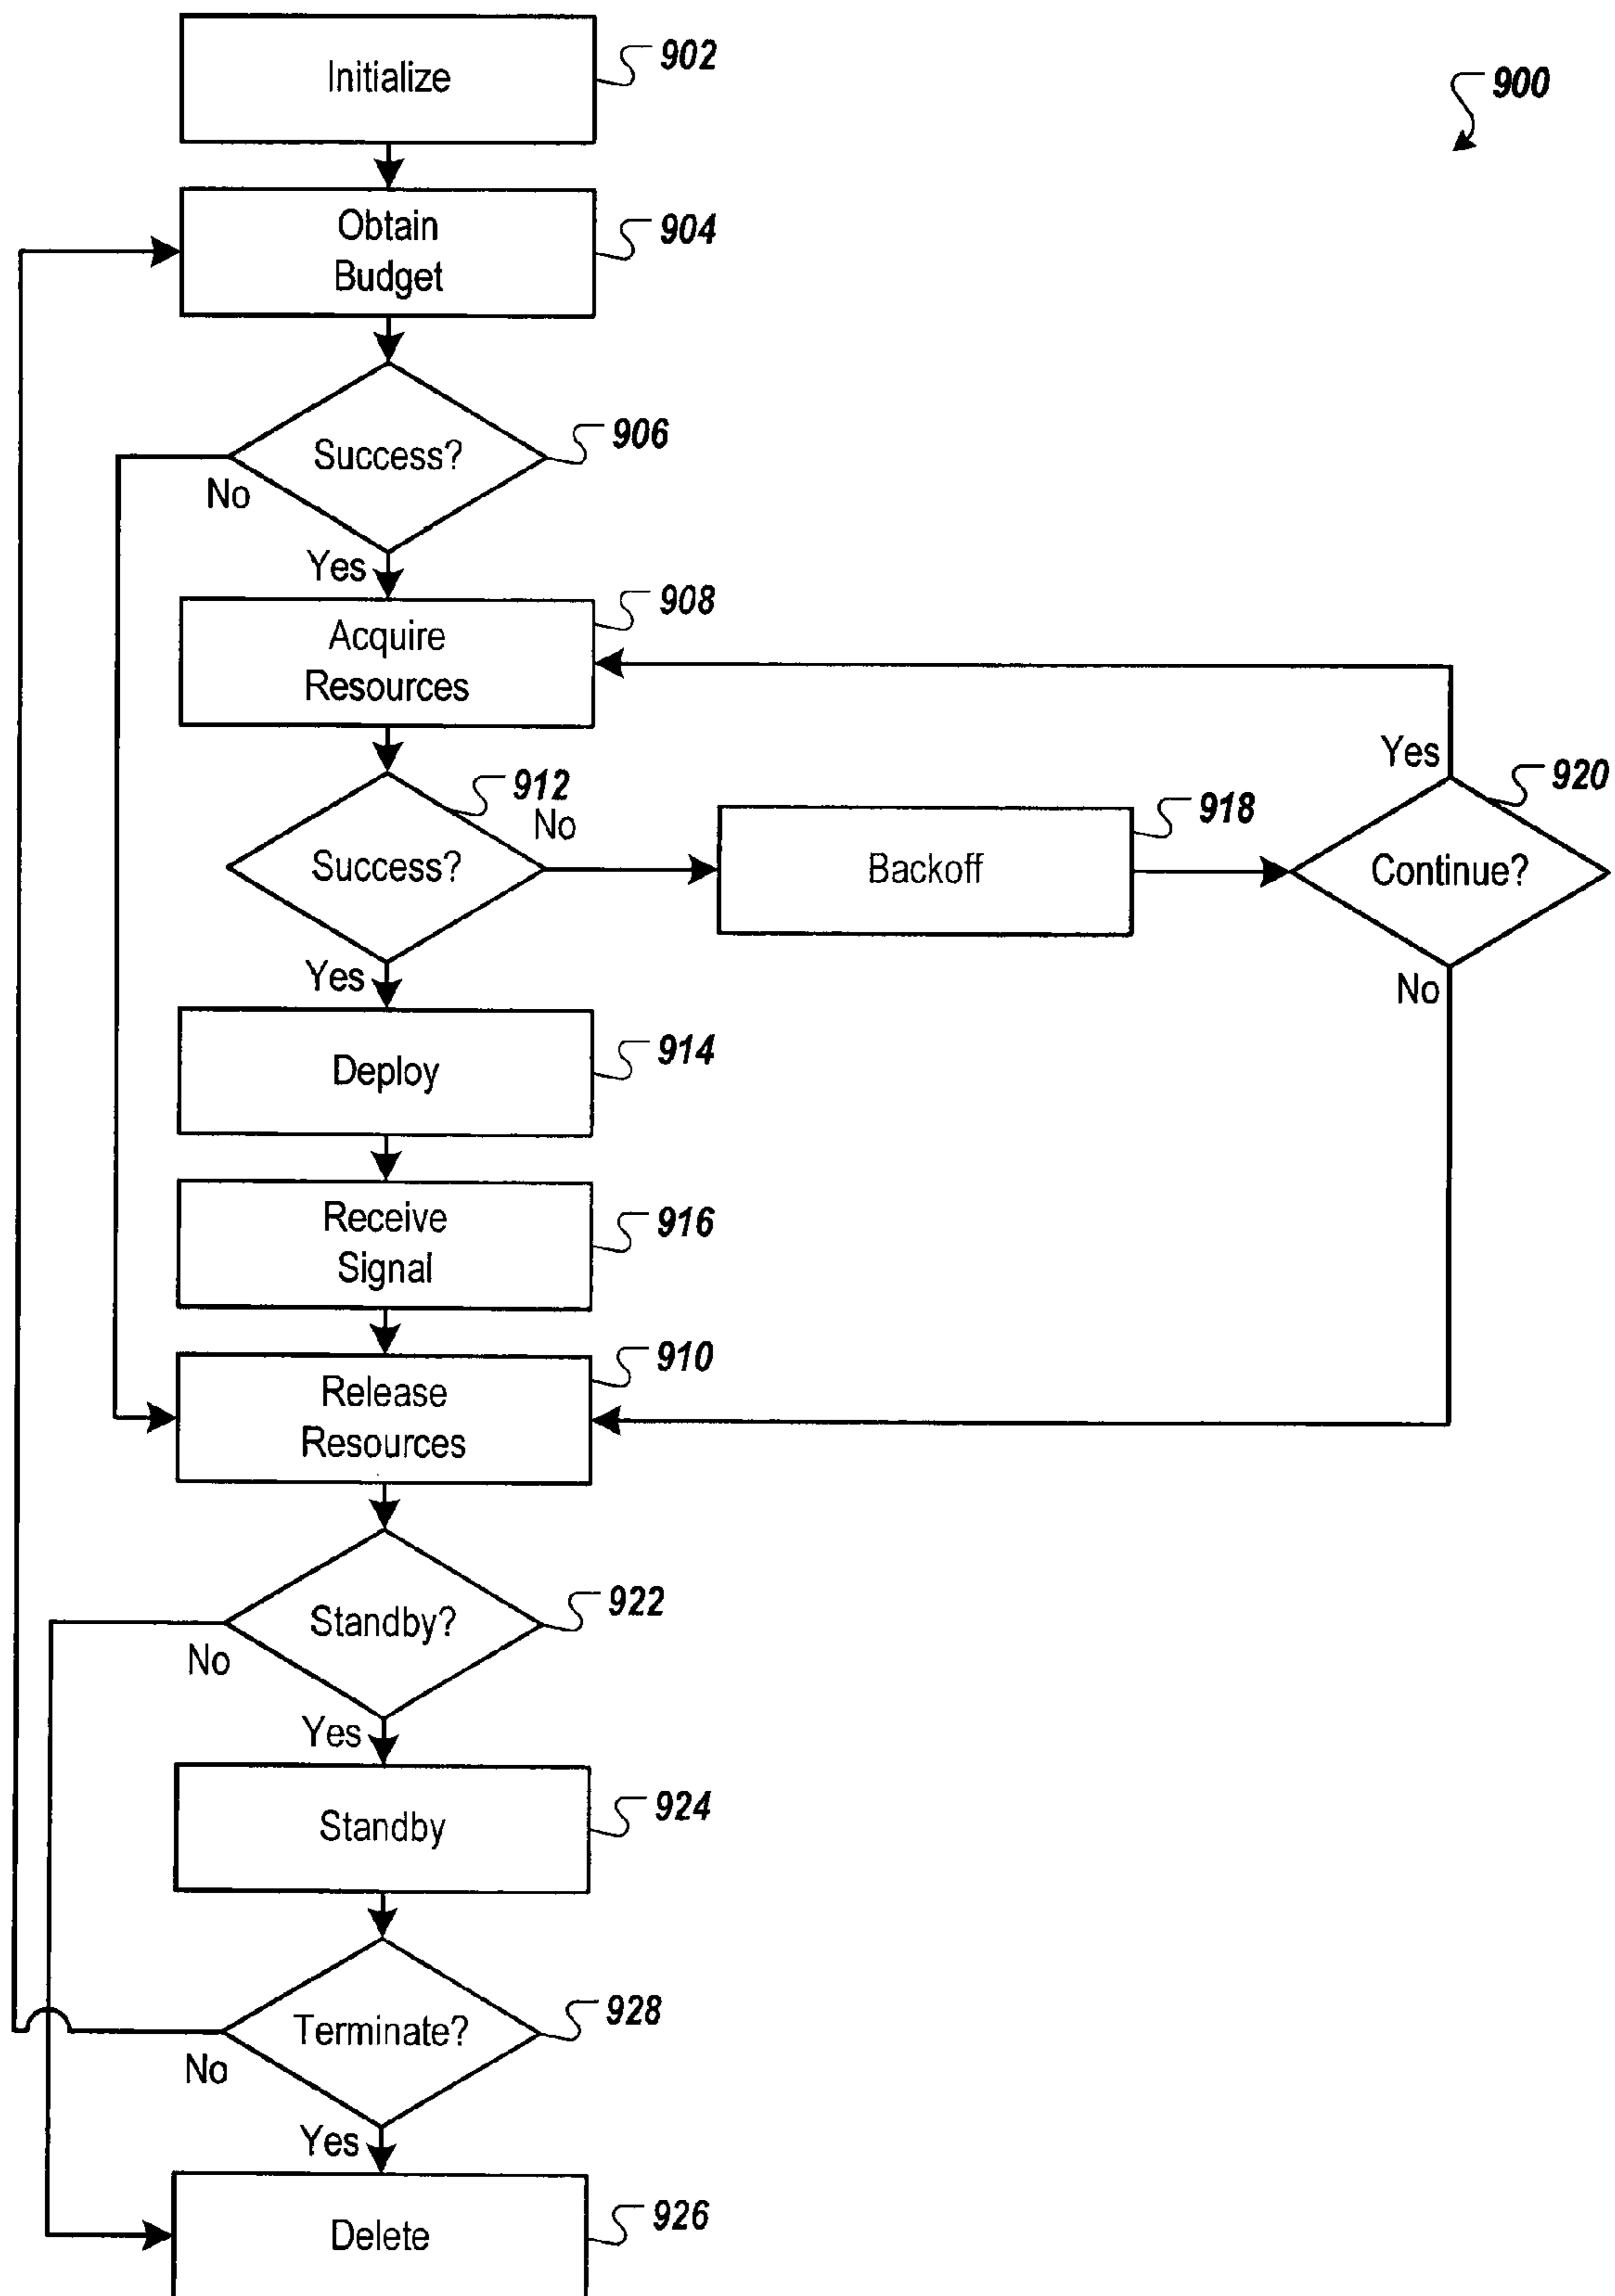 Initialize
902
900
Obtain
Budget
904
Success?
906
No
Yes
Acquire
Resources
908
Success?
912
No
Backoff
918
Continue?
920
Yes
No
Yes
Deploy
914
Receive
Signal
916
Release
Resources
910
Standby?
922
No
Yes
Standby
924
Terminate?
928
No
Yes
Delete
926